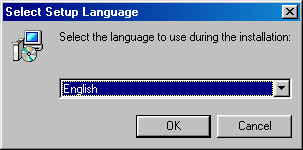 Select Setup Language
Select the language to use during the installation:
English
OK
Cancel